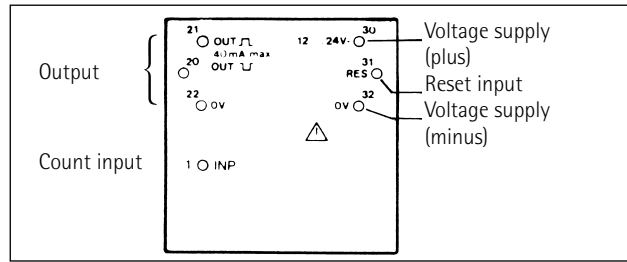 21
OUT
40 mA max
20
OUT
22
0V
12 24V-
30
31
RES
32
0V
1 INP
Output
Count input
Voltage supply
(plus)
Reset input
Voltage supply
(minus)